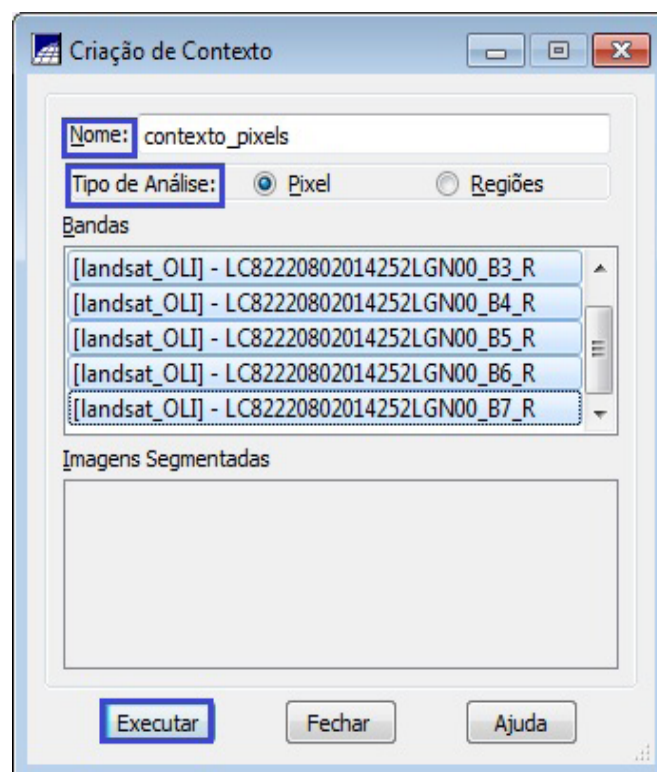 Criação de Contexto
Nome: contexto_pixels
Tipo de Análise: Pixel Regiões
Bandas
[landsat_OLI] - LC82220802014252LGN00_B3_R
[landsat_OLI] - LC82220802014252LGN00_B4_R
[landsat_OLI] - LC82220802014252LGN00_B5_R
[landsat_OLI] - LC82220802014252LGN00_B6_R
[landsat_OLI] - LC82220802014252LGN00_B7_R
Imagens Segmentadas
Executar Fechar Ajuda